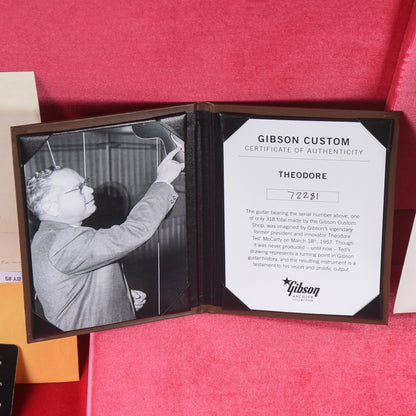 GIBSON CUSTOM
CERTIFICATE OF AUTHENTICITY
THEODORE
72281
The guitar bearing the serial number above, one
of only 318 total made by the Gibson Custom
Shop, was imagined by Gibson's legendary
former president and innovator Theodore
'Ted' McCarty on March 18th, 1957. Though
it was never produced – until now – Ted's
drawing represents a turning point in Gibson
guitar history, and the resulting instrument is a
testament to his vision and prolific output.
Gibson
ARCHIVE
COLLECTION